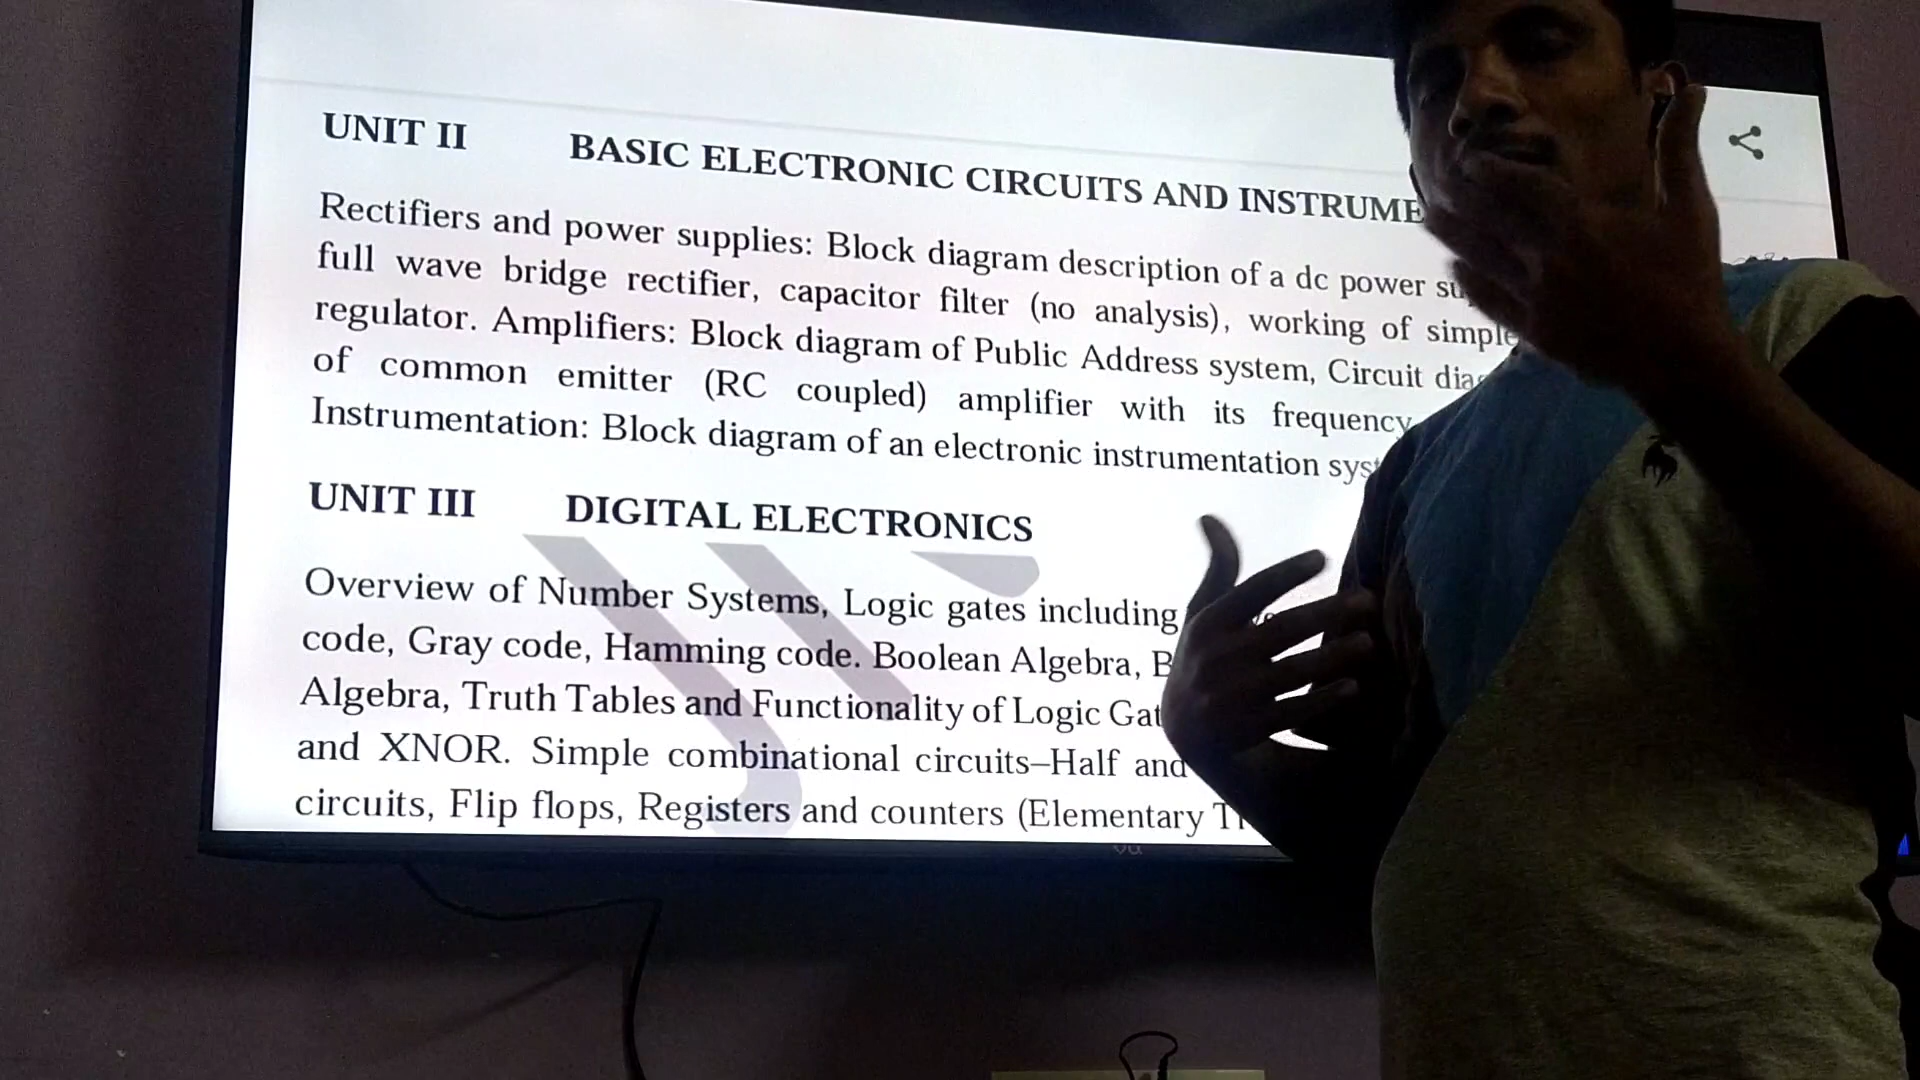 UNIT II BASIC ELECTRONIC CIRCUITS AND
Rectifiers and power supplies: Block diagram description of a dc power
full wave bridge rectifier, capacitor filter (no analysis), working of simple
regulator. Amplifiers: Block diagram of Public Address system, Circuit
of common emitter (RC coupled) amplifier with its frequency
Instrumentation: Block diagram of an electronic instrumentation
UNIT III DIGITAL ELECTRONICS
Overview of Number Systems, Logic gates including
code, Gray code, Hamming code. Boolean Algebra,
Algebra, Truth Tables and Functionality of Logic
and XNOR. Simple combinational circuits–Half and
circuits, Flip flops, Registers and counters (Elementary